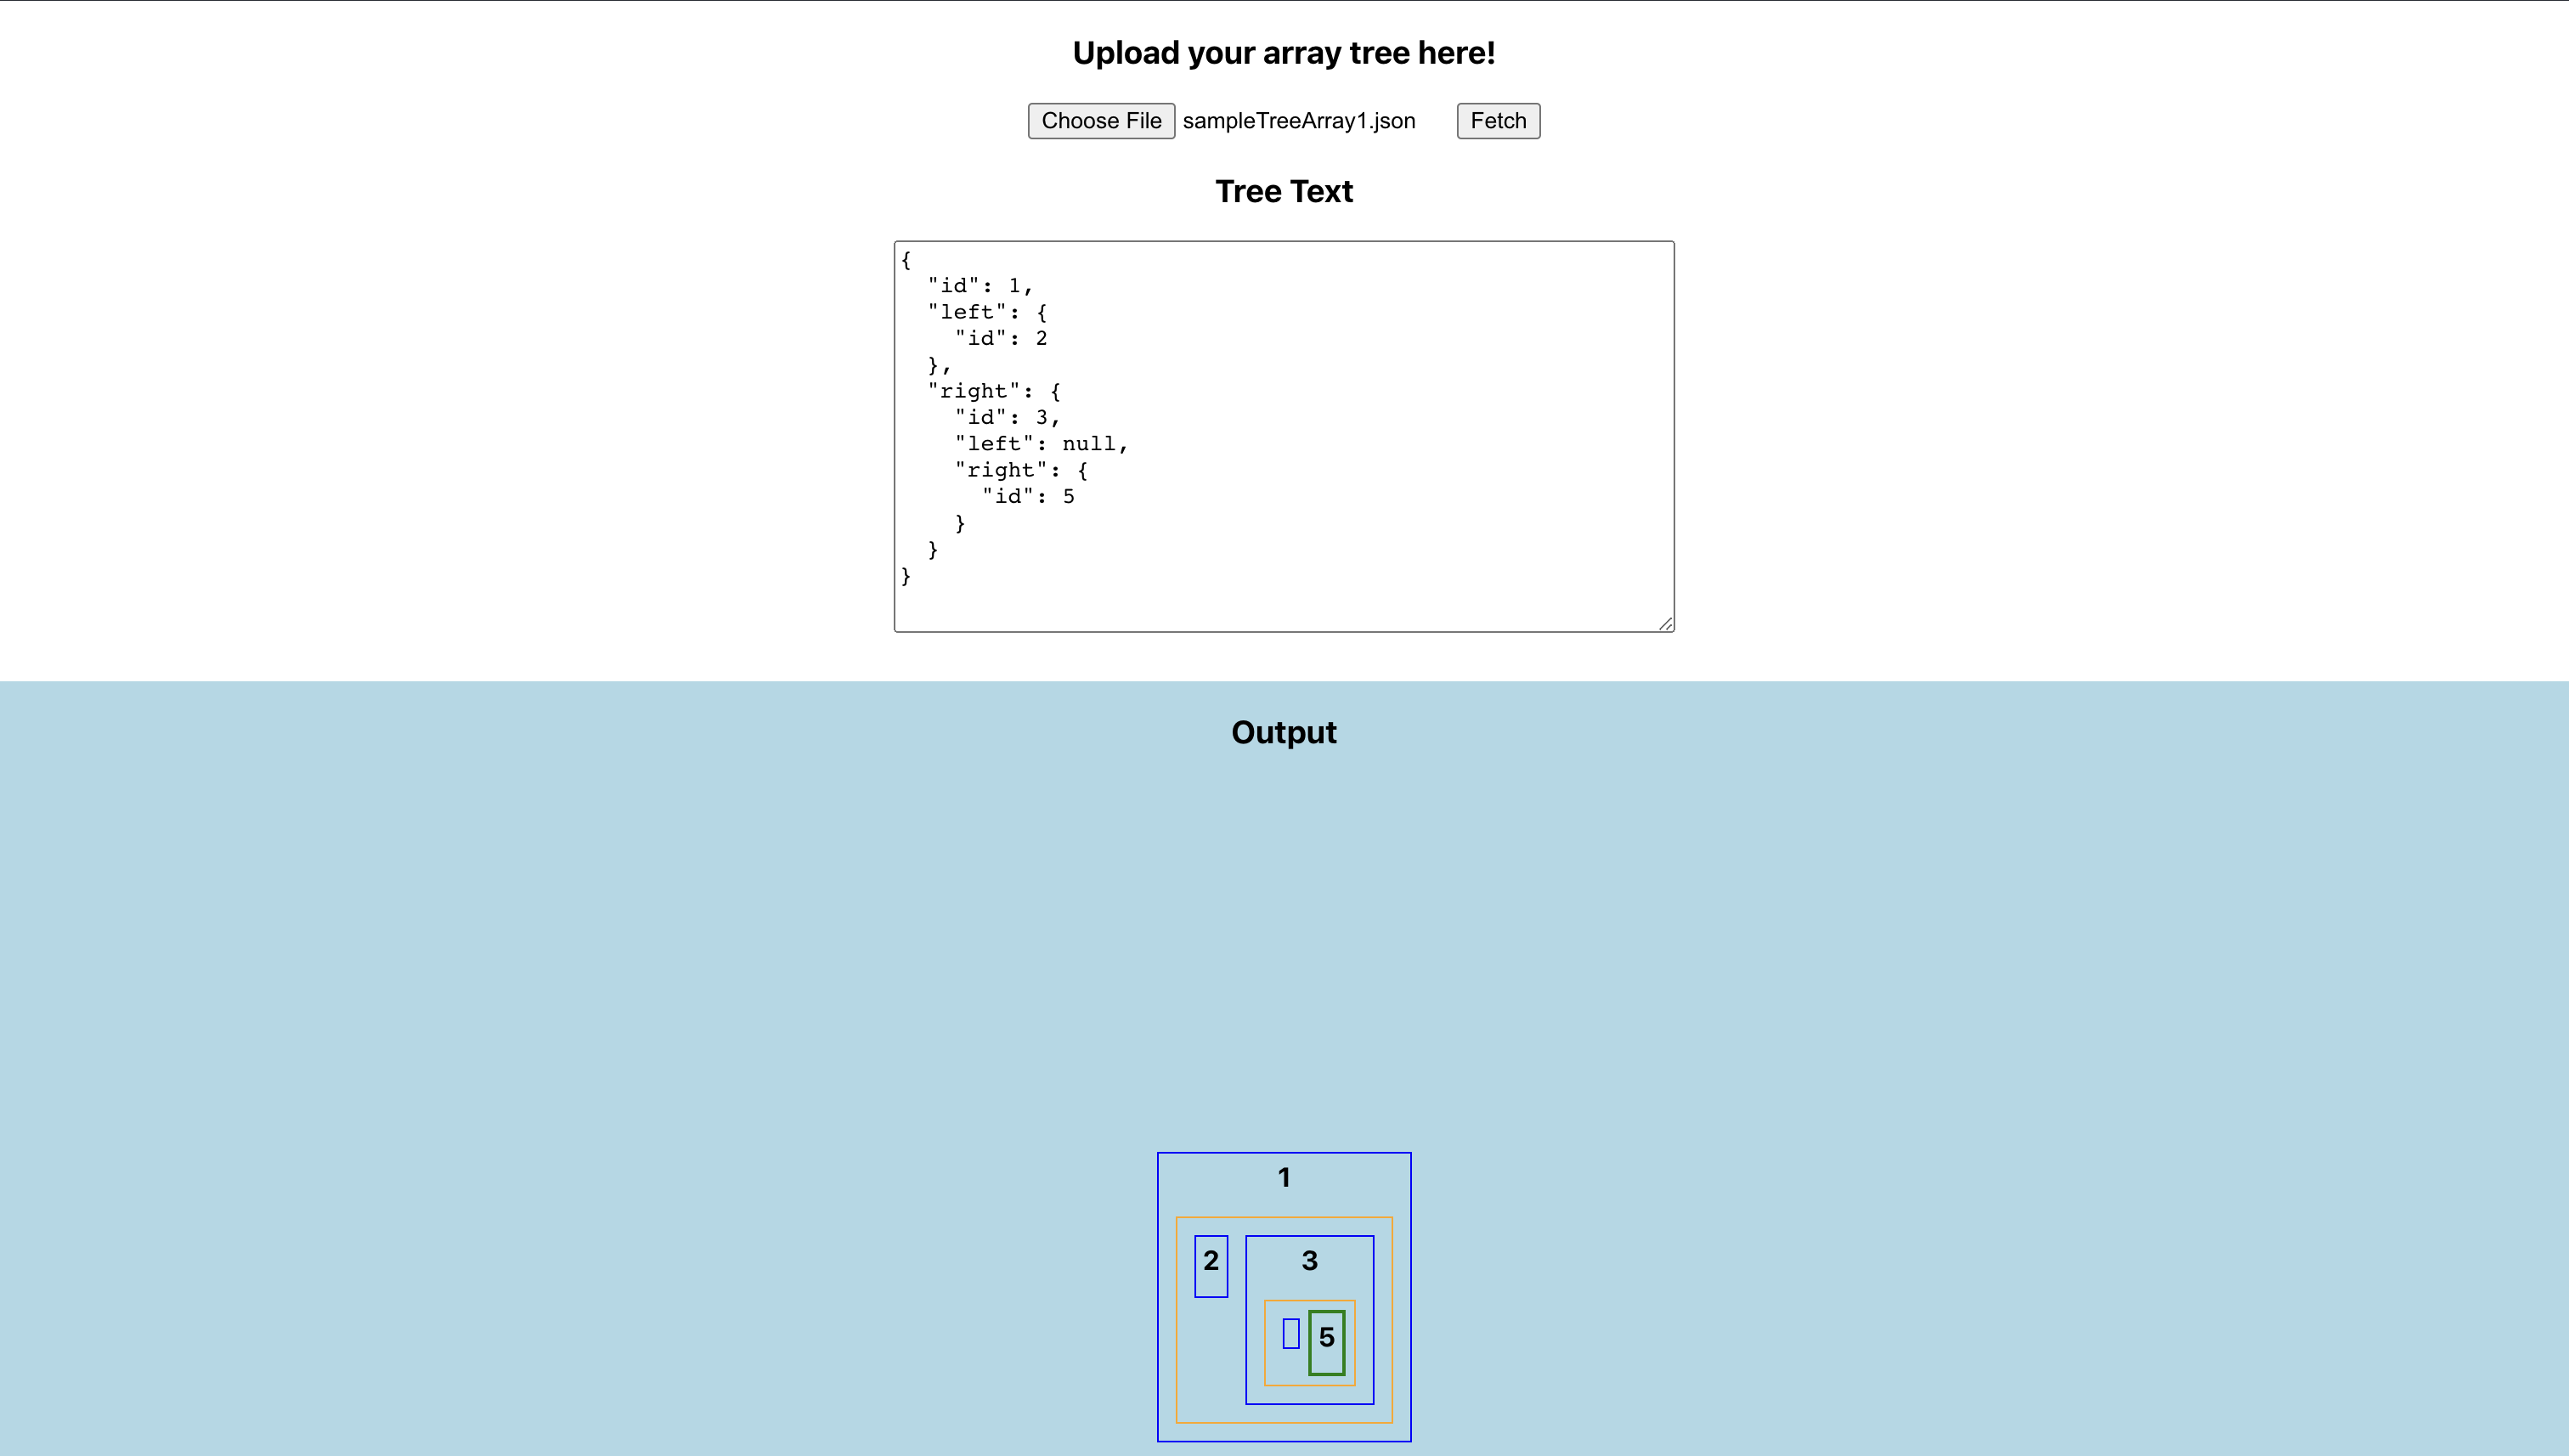 Upload your array tree here!
Choose File sampleTreeArray1.json Fetch
Tree Text
{
  "id": 1,
  "left": {
    "id": 2
  },
  "right": {
    "id": 3,
    "left": null,
    "right": {
      "id": 5
    }
  }
}
Output
1
2 3
5